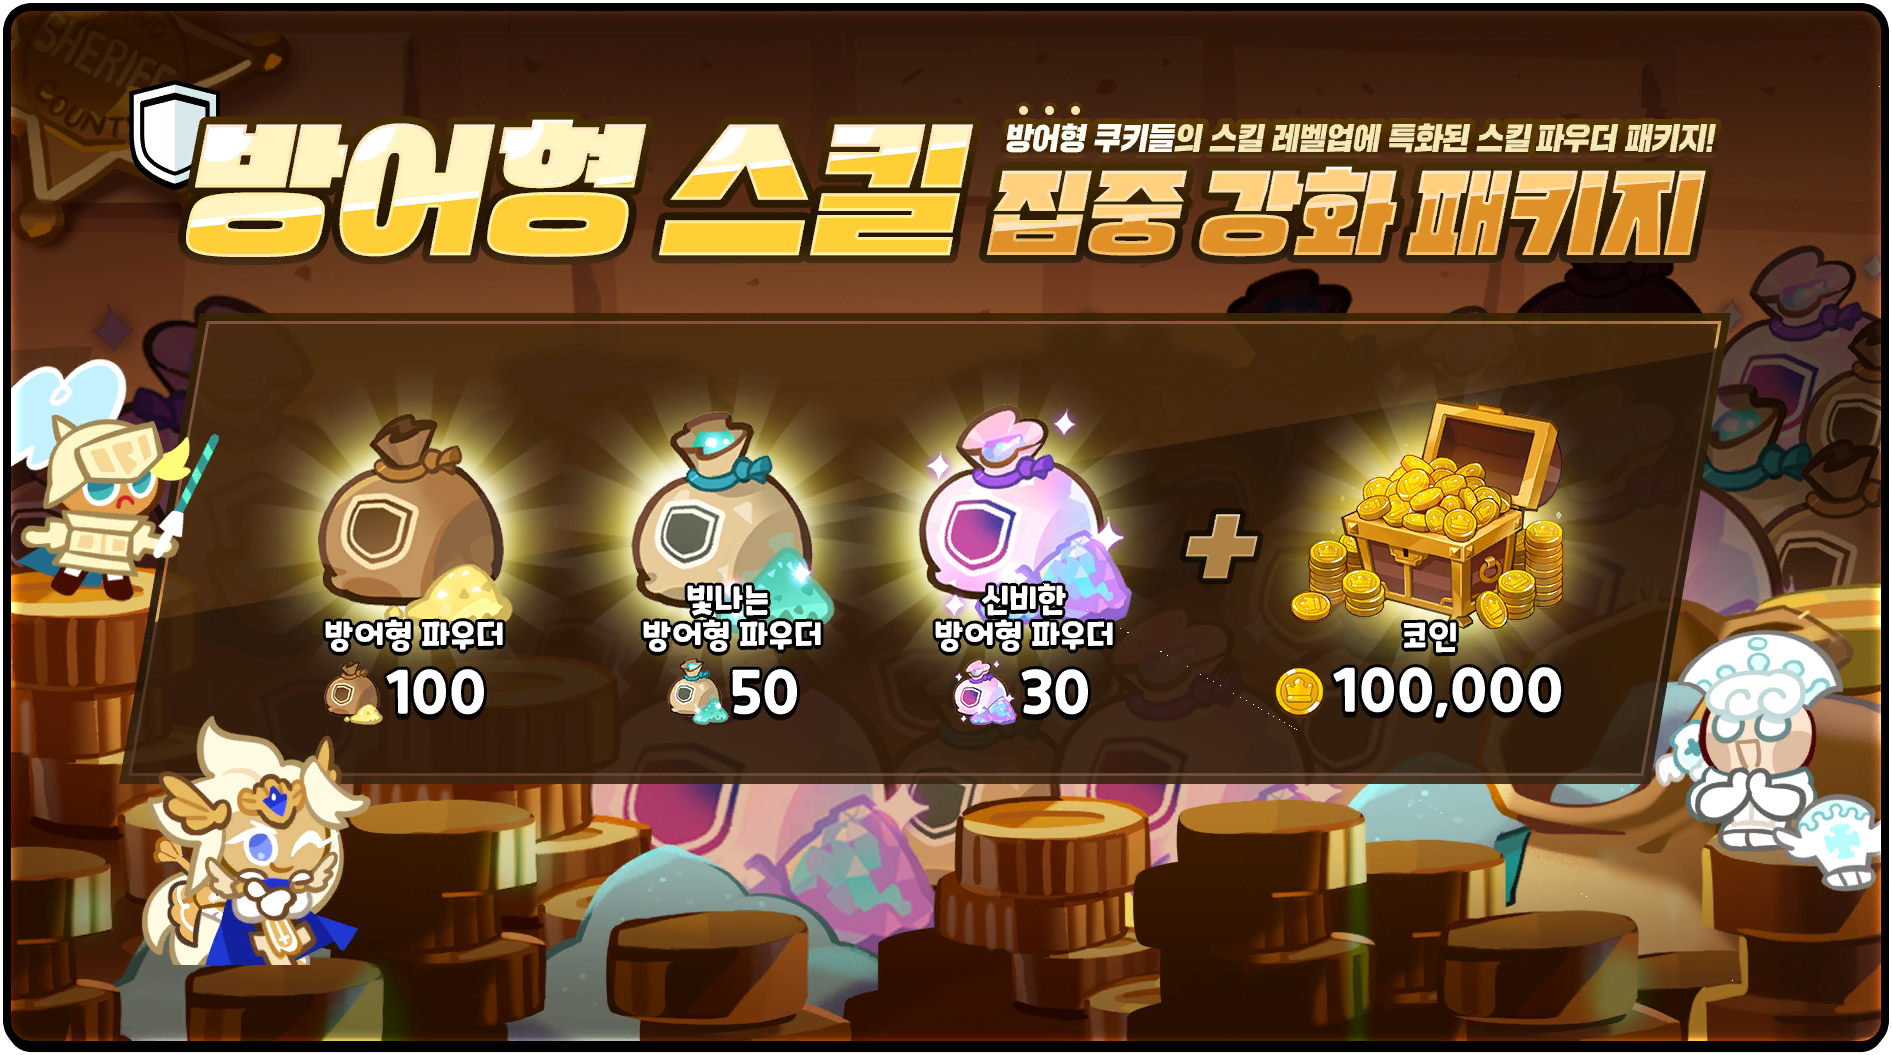 SHERIFF
COUNTY
방어형 쿠키들의 스킬 레벨업에 특화된 스킬 파우더 패키지!
방어형 스킬 집중 강화 패키지
방어형 파우더
100
빛나는
방어형 파우더
50
신비한
방어형 파우더
30
코인
100,000